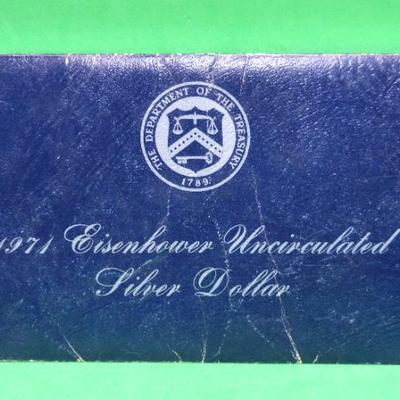 THE DEPARTMENT OF THE TREASURY
1789
1971 Eisenhower Uncirculated
Silver Dollar